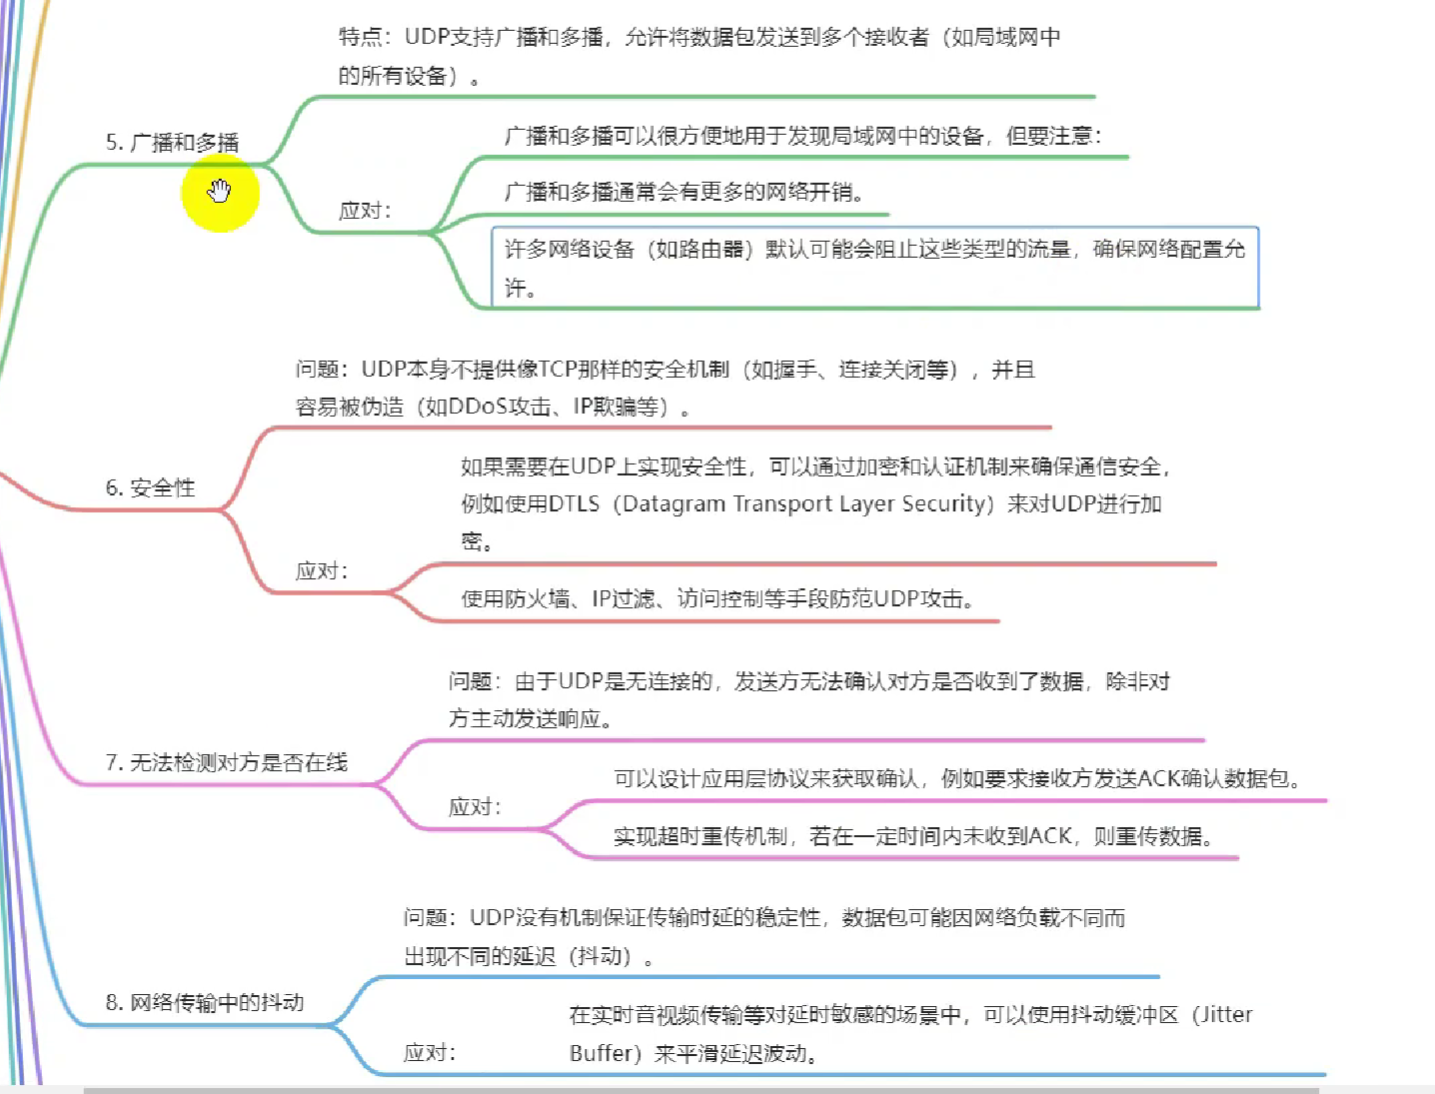 特点：UDP支持广播和多播，允许将数据包发送到多个接收者（如局域网中
的所有设备）。
5. 广播和多播
广播和多播可以很方便地用于发现局域网中的设备，但要注意：
应对：
广播和多播通常会有更多的网络开销。
许多网络设备（如路由器）默认可能会阻止这些类型的流量，确保网络配置允
许。
问题：UDP本身不提供像TCP那样的安全机制（如握手、连接关闭等），并且
容易被伪造（如DDoS攻击、IP欺骗等）。
6. 安全性
如果需要在UDP上实现安全性，可以通过加密和认证机制来确保通信安全，
例如使用DTLS（Datagram Transport Layer Security）来对UDP进行加
密。
应对：
使用防火墙、IP过滤、访问控制等手段防范UDP攻击。
问题：由于UDP是无连接的，发送方无法确认对方是否收到了数据，除非对
方主动发送响应。
7. 无法检测对方是否在线
可以设计应用层协议来获取确认，例如要求接收方发送ACK确认数据包。
应对：
实现超时重传机制，若在一定时间内未收到ACK，则重传数据。
问题：UDP没有机制保证传输时延的稳定性，数据包可能因网络负载不同而
出现不同的延迟（抖动）。
8. 网络传输中的抖动
在实时音视频传输等对延时敏感的场景中，可以使用抖动缓冲区（Jitter
Buffer）来平滑延迟波动。
应对：